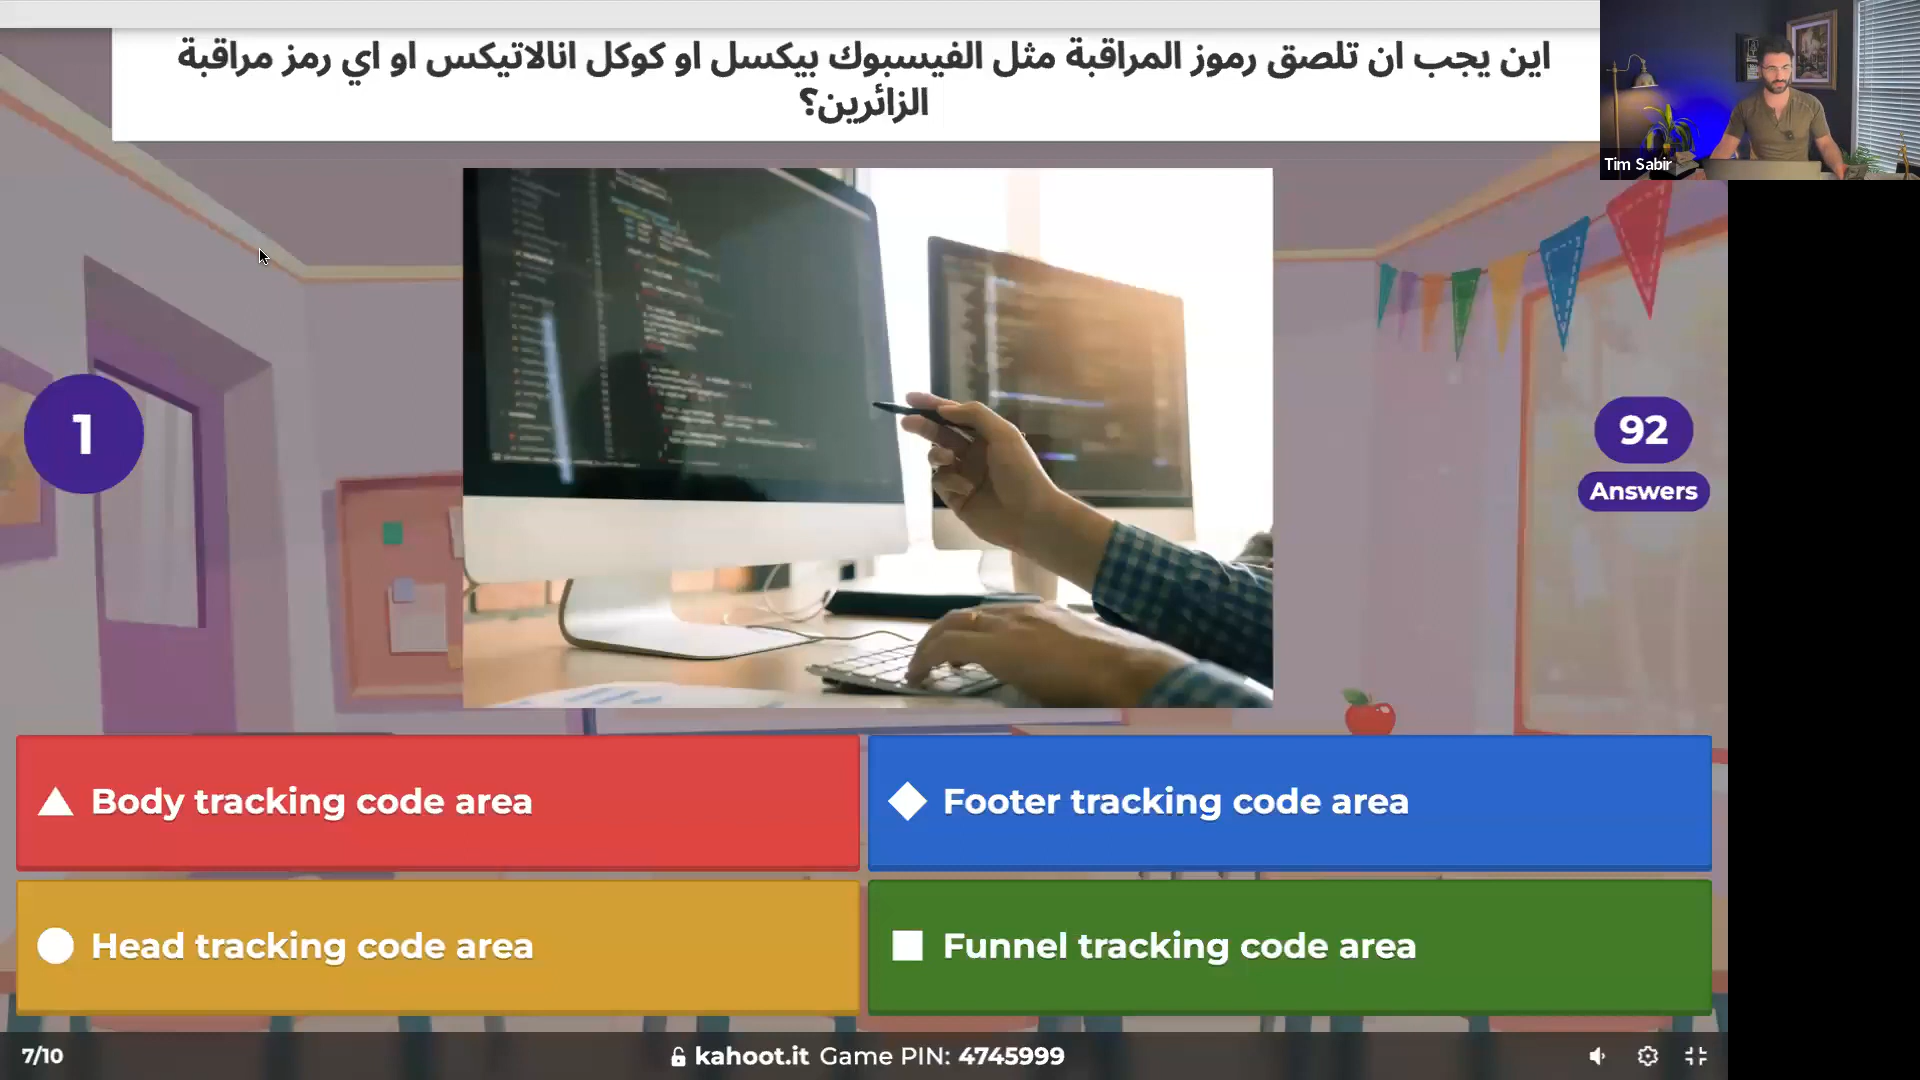 اين يجب ان تلصق رموز المراقبة مثل الفيسبوك بيكسل او كوكل انالاتيكس او اي رمز مراقبة
الزائرين؟
Tim Sabir
1
92
Answers
Body tracking code area
Footer tracking code area
Head tracking code area
Funnel tracking code area
7/10
kahoot.it Game PIN: 4745999